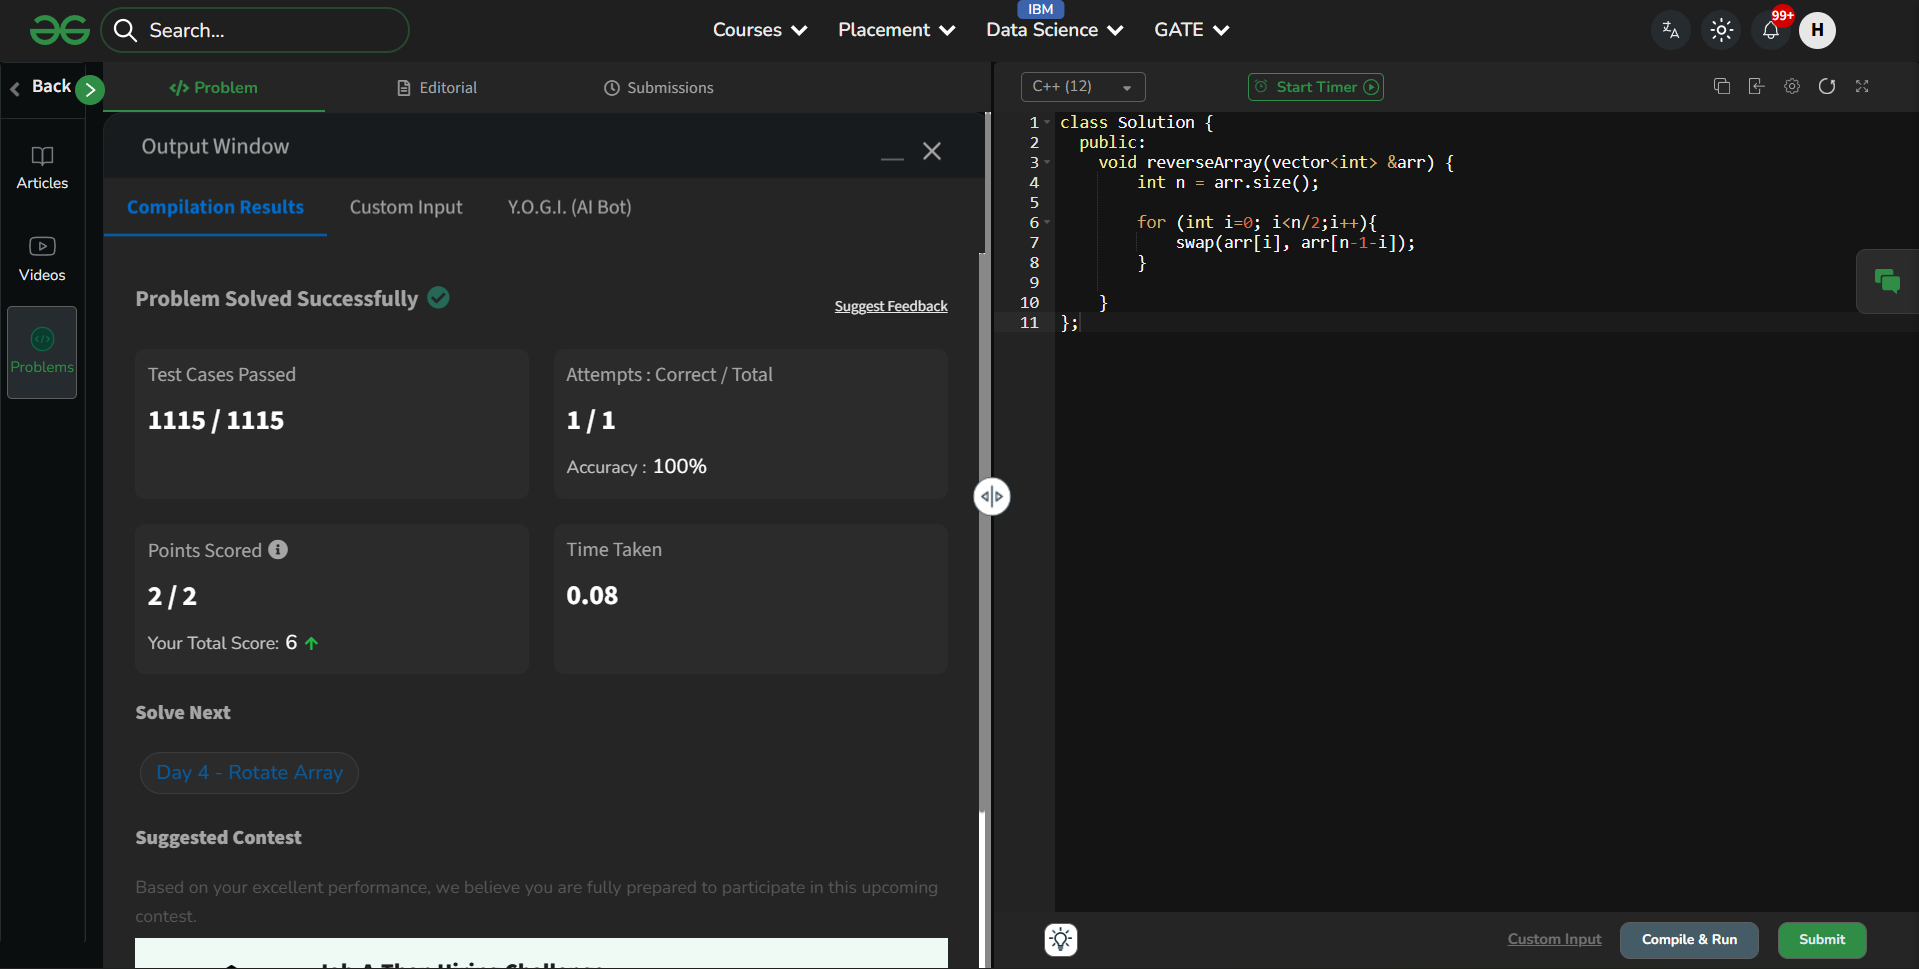 Search...
Courses
Placement
IBM
Data Science
GATE
99+
H
Back
Articles
Videos
Problems
</> Problem
Editorial
Submissions
Output Window
Compilation Results
Custom Input
Y.O.G.I. (AI Bot)
Problem Solved Successfully
Suggest Feedback
Test Cases Passed
1115 / 1115
Attempts : Correct / Total
1 / 1
Accuracy : 100%
Points Scored
2 / 2
Your Total Score: 6
Time Taken
0.08
Solve Next
Day 4 - Rotate Array
Suggested Contest
Based on your excellent performance, we believe you are fully prepared to participate in this upcoming
contest.
C++ (12)
Start Timer
1 class Solution {
2 public:
3 void reverseArray(vector<int> &arr) {
4 int n = arr.size();
5
6 for (int i=0; i<n/2;i++){
7 swap(arr[i], arr[n-1-i]);
8 }
9
10 }
11 };
Custom Input
Compile & Run
Submit